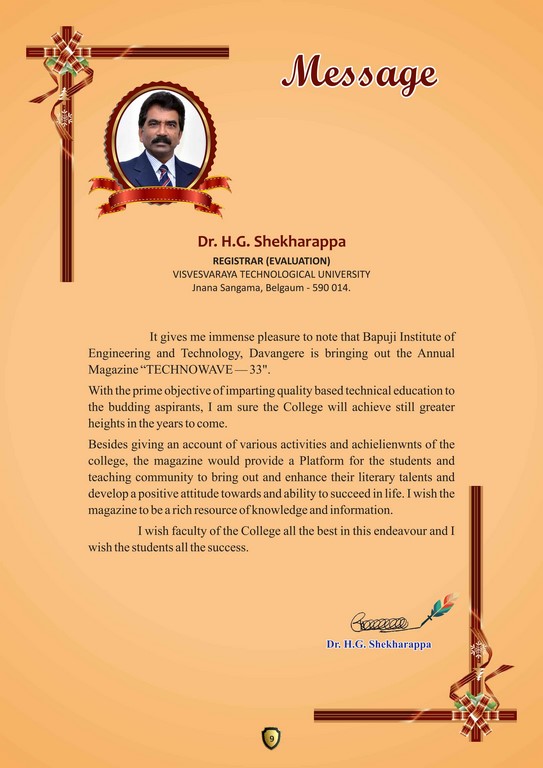 Message
Dr. H.G. Shekharappa
REGISTRAR (EVALUATION)
VISVESVARAYA TECHNOLOGICAL UNIVERSITY
Jnana Sangama, Belgaum - 590 014.
It gives me immense pleasure to note that Bapuji Institute of
Engineering and Technology, Davangere is bringing out the Annual
Magazine “TECHNOWAVE — 33".
With the prime objective of imparting quality based technical education to
the budding aspirants, I am sure the College will achieve still greater
heights in the years to come.
Besides giving an account of various activities and achielienwnts of the
college, the magazine would provide a Platform for the students and
teaching community to bring out and enhance their literary talents and
develop a positive attitude towards and ability to succeed in life. I wish the
magazine to be a rich resource of knowledge and information.
I wish faculty of the College all the best in this endeavour and I
wish the students all the success.
Dr. H.G. Shekharappa
9